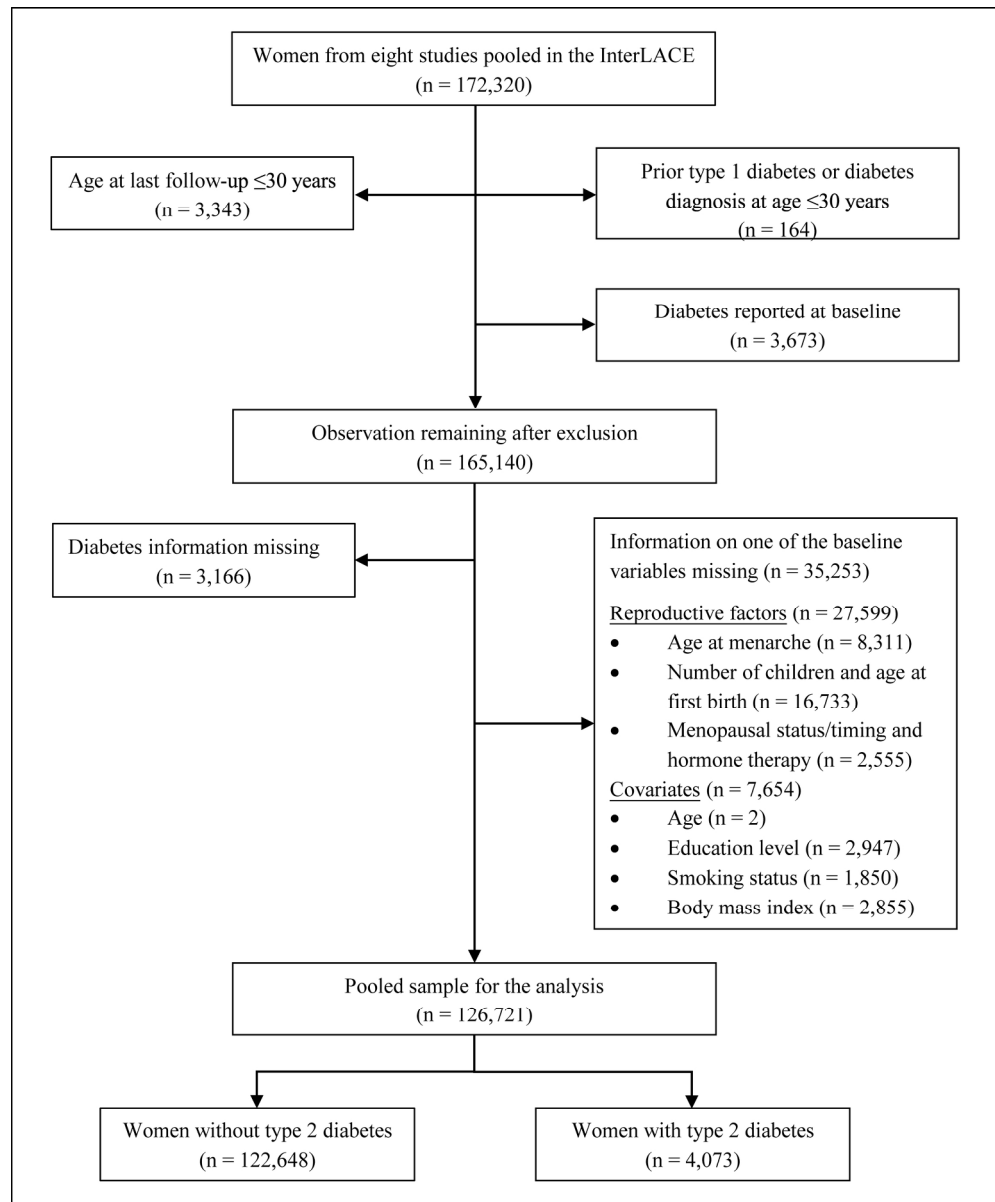 Women from eight studies pooled in the InterLACE
(n = 172,320)
Age at last follow-up ≤30 years
(n = 3,343)
Prior type 1 diabetes or diabetes
diagnosis at age ≤30 years
(n = 164)
Diabetes reported at baseline
(n = 3,673)
Observation remaining after exclusion
(n = 165,140)
Diabetes information missing
(n = 3,166)
Information on one of the baseline
variables missing (n = 35,253)
Reproductive factors (n = 27,599)
• Age at menarche (n = 8,311)
• Number of children and age at
first birth (n = 16,733)
• Menopausal status/timing and
hormone therapy (n = 2,555)
Covariates (n = 7,654)
• Age (n = 2)
• Education level (n = 2,947)
• Smoking status (n = 1,850)
• Body mass index (n = 2,855)
Pooled sample for the analysis
(n = 126,721)
Women without type 2 diabetes
(n = 122,648)
Women with type 2 diabetes
(n = 4,073)